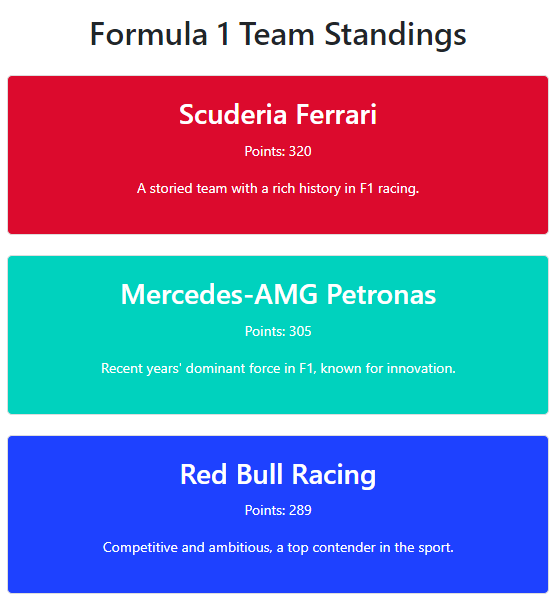 Formula 1 Team Standings
Scuderia Ferrari
Points: 320
A storied team with a rich history in F1 racing.
Mercedes-AMG Petronas
Points: 305
Recent years' dominant force in F1, known for innovation.
Red Bull Racing
Points: 289
Competitive and ambitious, a top contender in the sport.